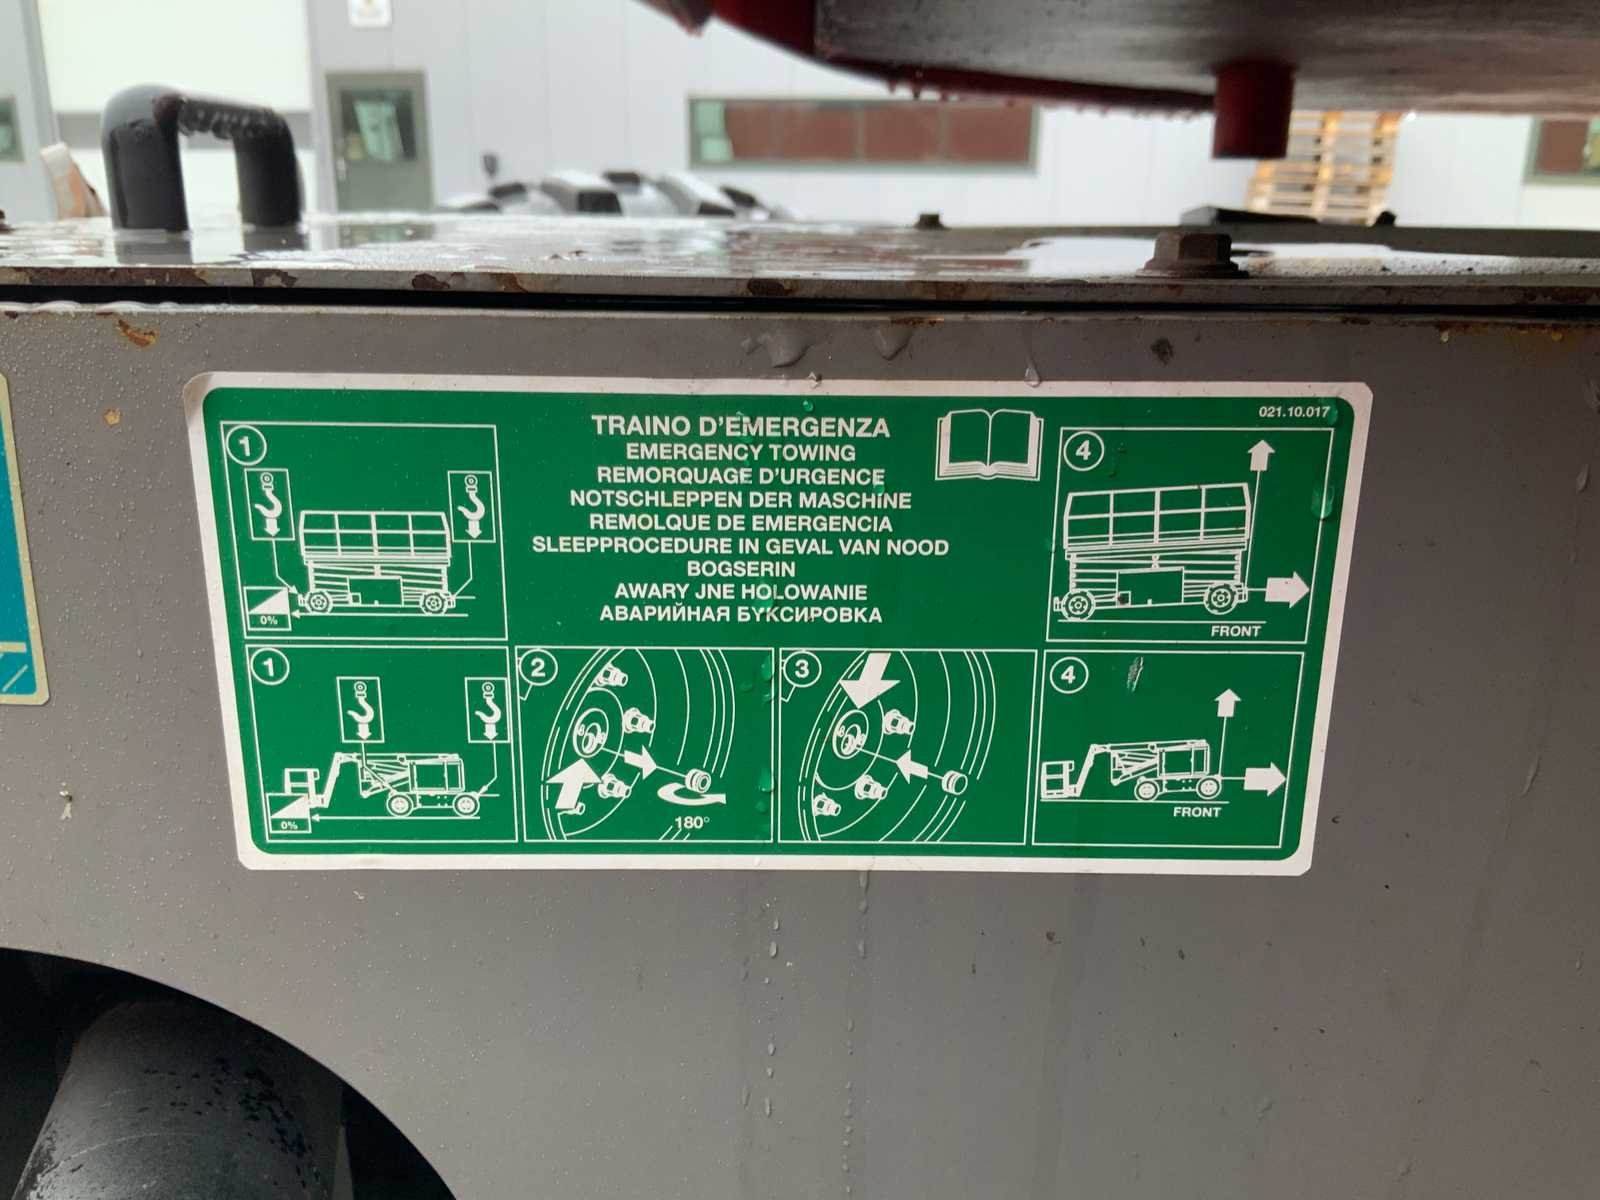 021.10.017
TRAINO D'EMERGENZA
EMERGENCY TOWING
REMORQUAGE D'URGENCE
NOTSCHLEPPEN DER MASCHINE
REMOLQUE DE EMERGENCIA
SLEEPPROCEDURE IN GEVAL VAN NOOD
BOGSERIN
AWARY JNE HOLOWANIE
АВАРИЙНАЯ БУКСИРОВКА
1
0%
4
FRONT
1
0%
2
180°
3
4
FRONT